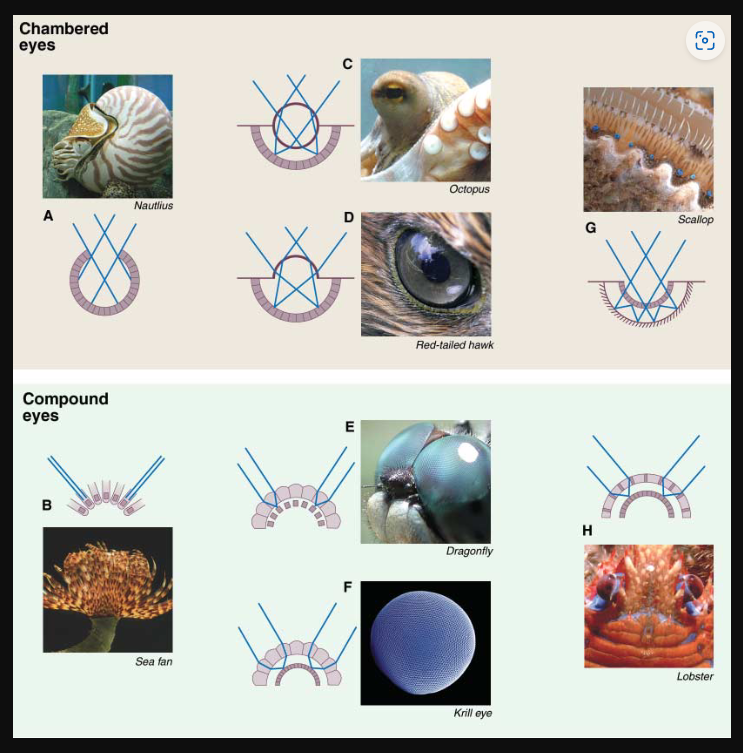 Chambered
eyes
C
Octopus
Nautlius
Scallop
A
D
G
Red-tailed hawk
Compound
eyes
E
B
Dragonfly
H
F
Sea fan
Lobster
Krill eye